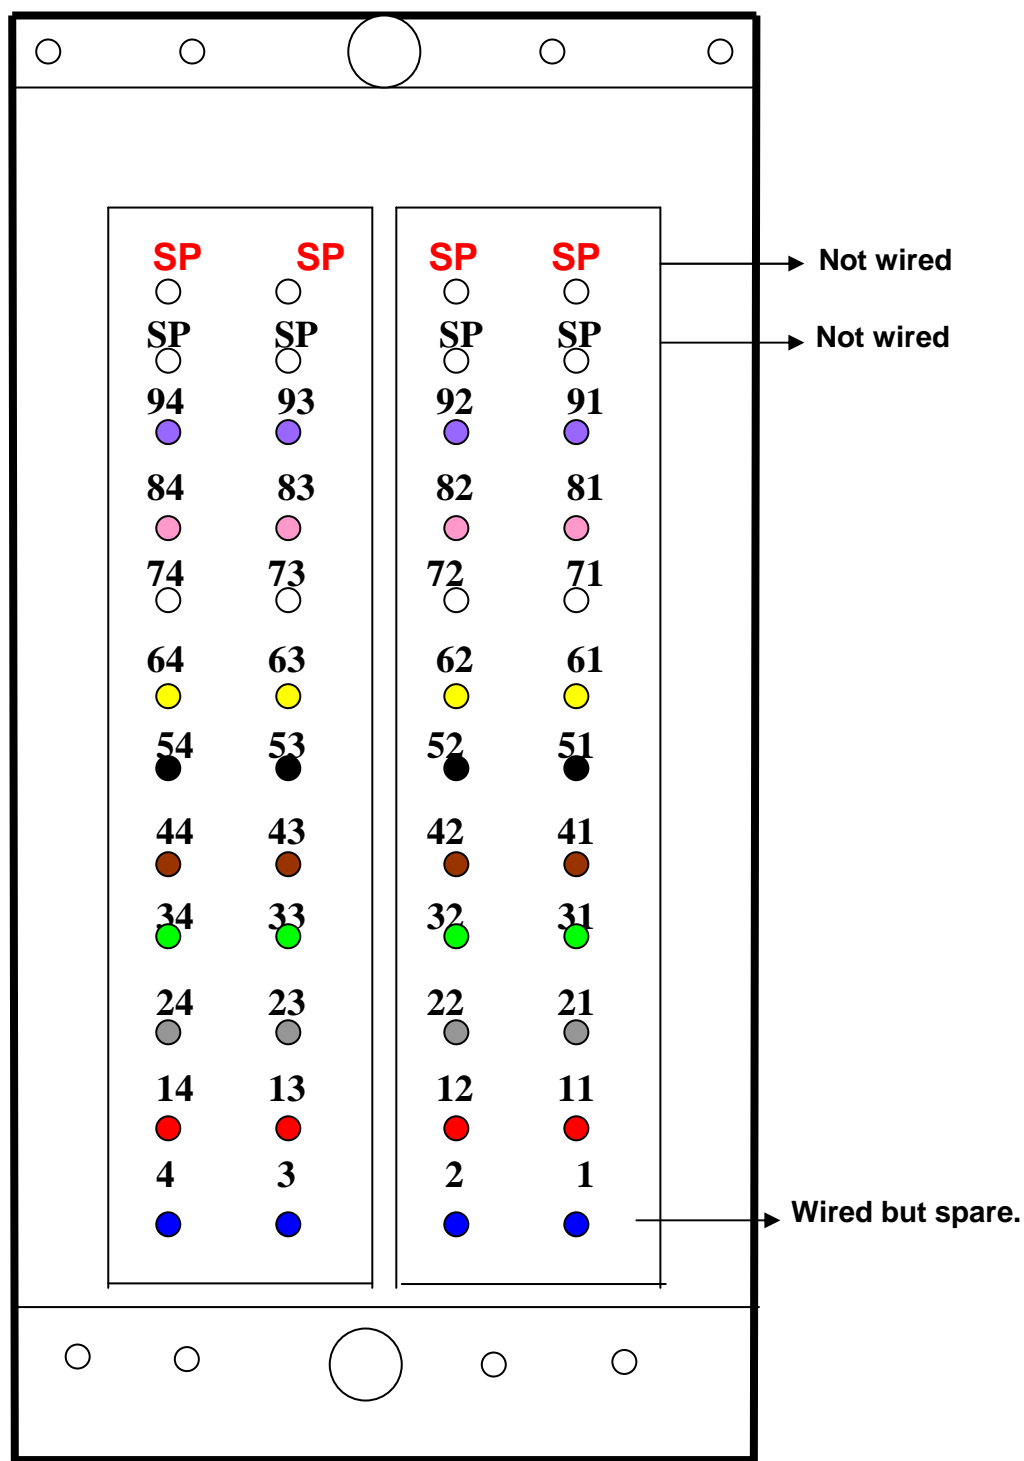 SP SP SP SP Not wired
SP SP SP SP Not wired
94 93 92 91
84 83 82 81
74 73 72 71
64 63 62 61
54 53 52 51
44 43 42 41
34 33 32 31
24 23 22 21
14 13 12 11
4 3 2 1
Wired but spare.